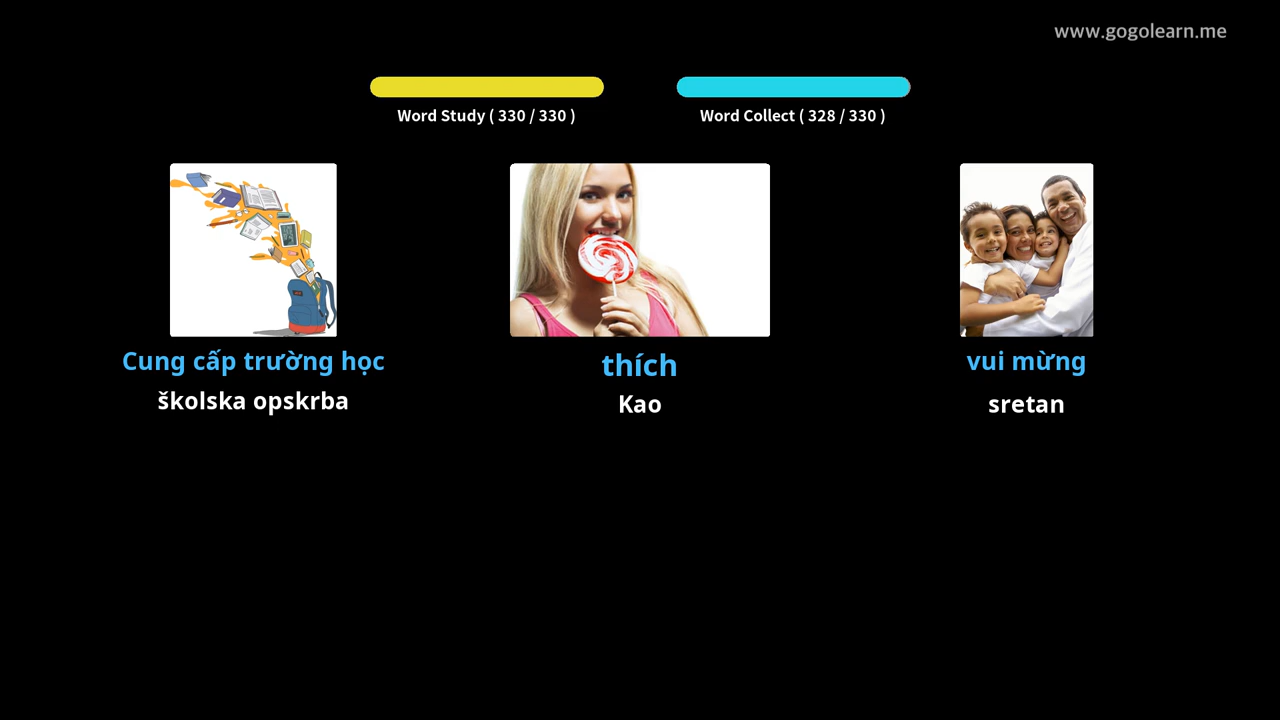 www.gogolearn.me
Word Study ( 330 / 330 )
Word Collect ( 328 / 330 )
Cung cấp trường học
školska opskrba
thích
Kao
vui mừng
sretan